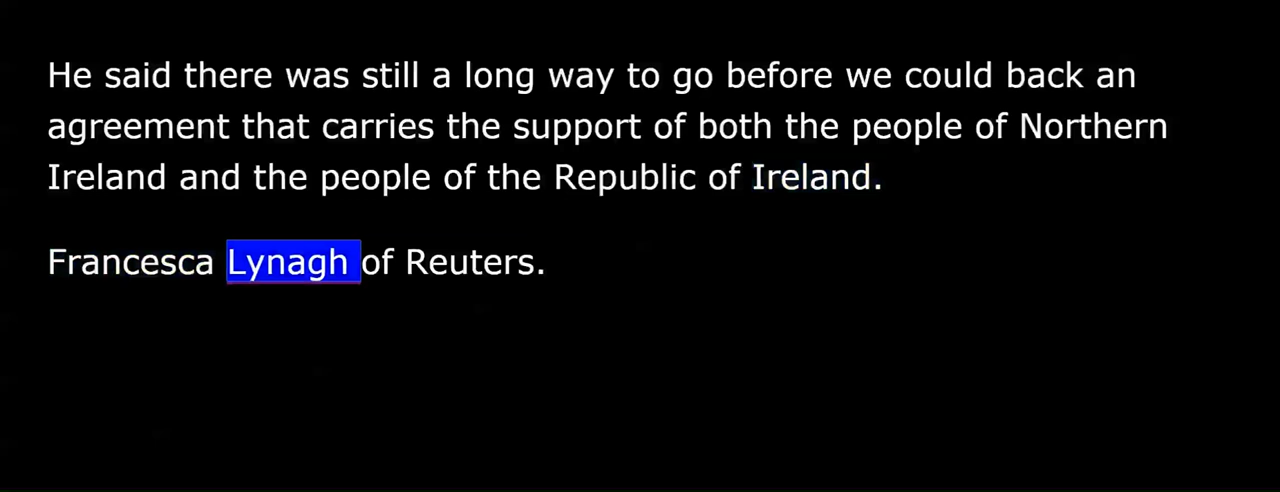 He said there was still a long way to go before we could back an
agreement that carries the support of both the people of Northern
Ireland and the people of the Republic of Ireland.
Francesca Lynagh of Reuters.